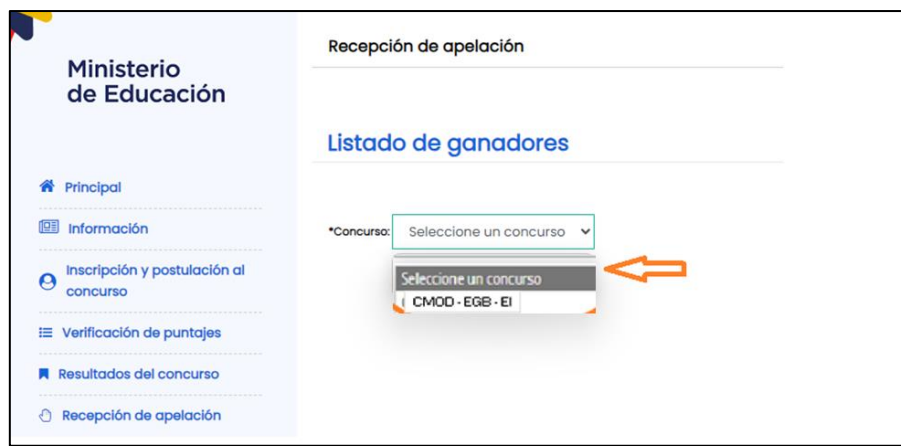 Ministerio
de Educación
Principal
Información
Inscripción y postulación al
concurso
Verificación de puntajes
Resultados del concurso
Recepción de apelación
Recepción de apelación
Listado de ganadores
*Concurso: Seleccione un concurso
Seleccione un concurso
CMOD - EGB - EI